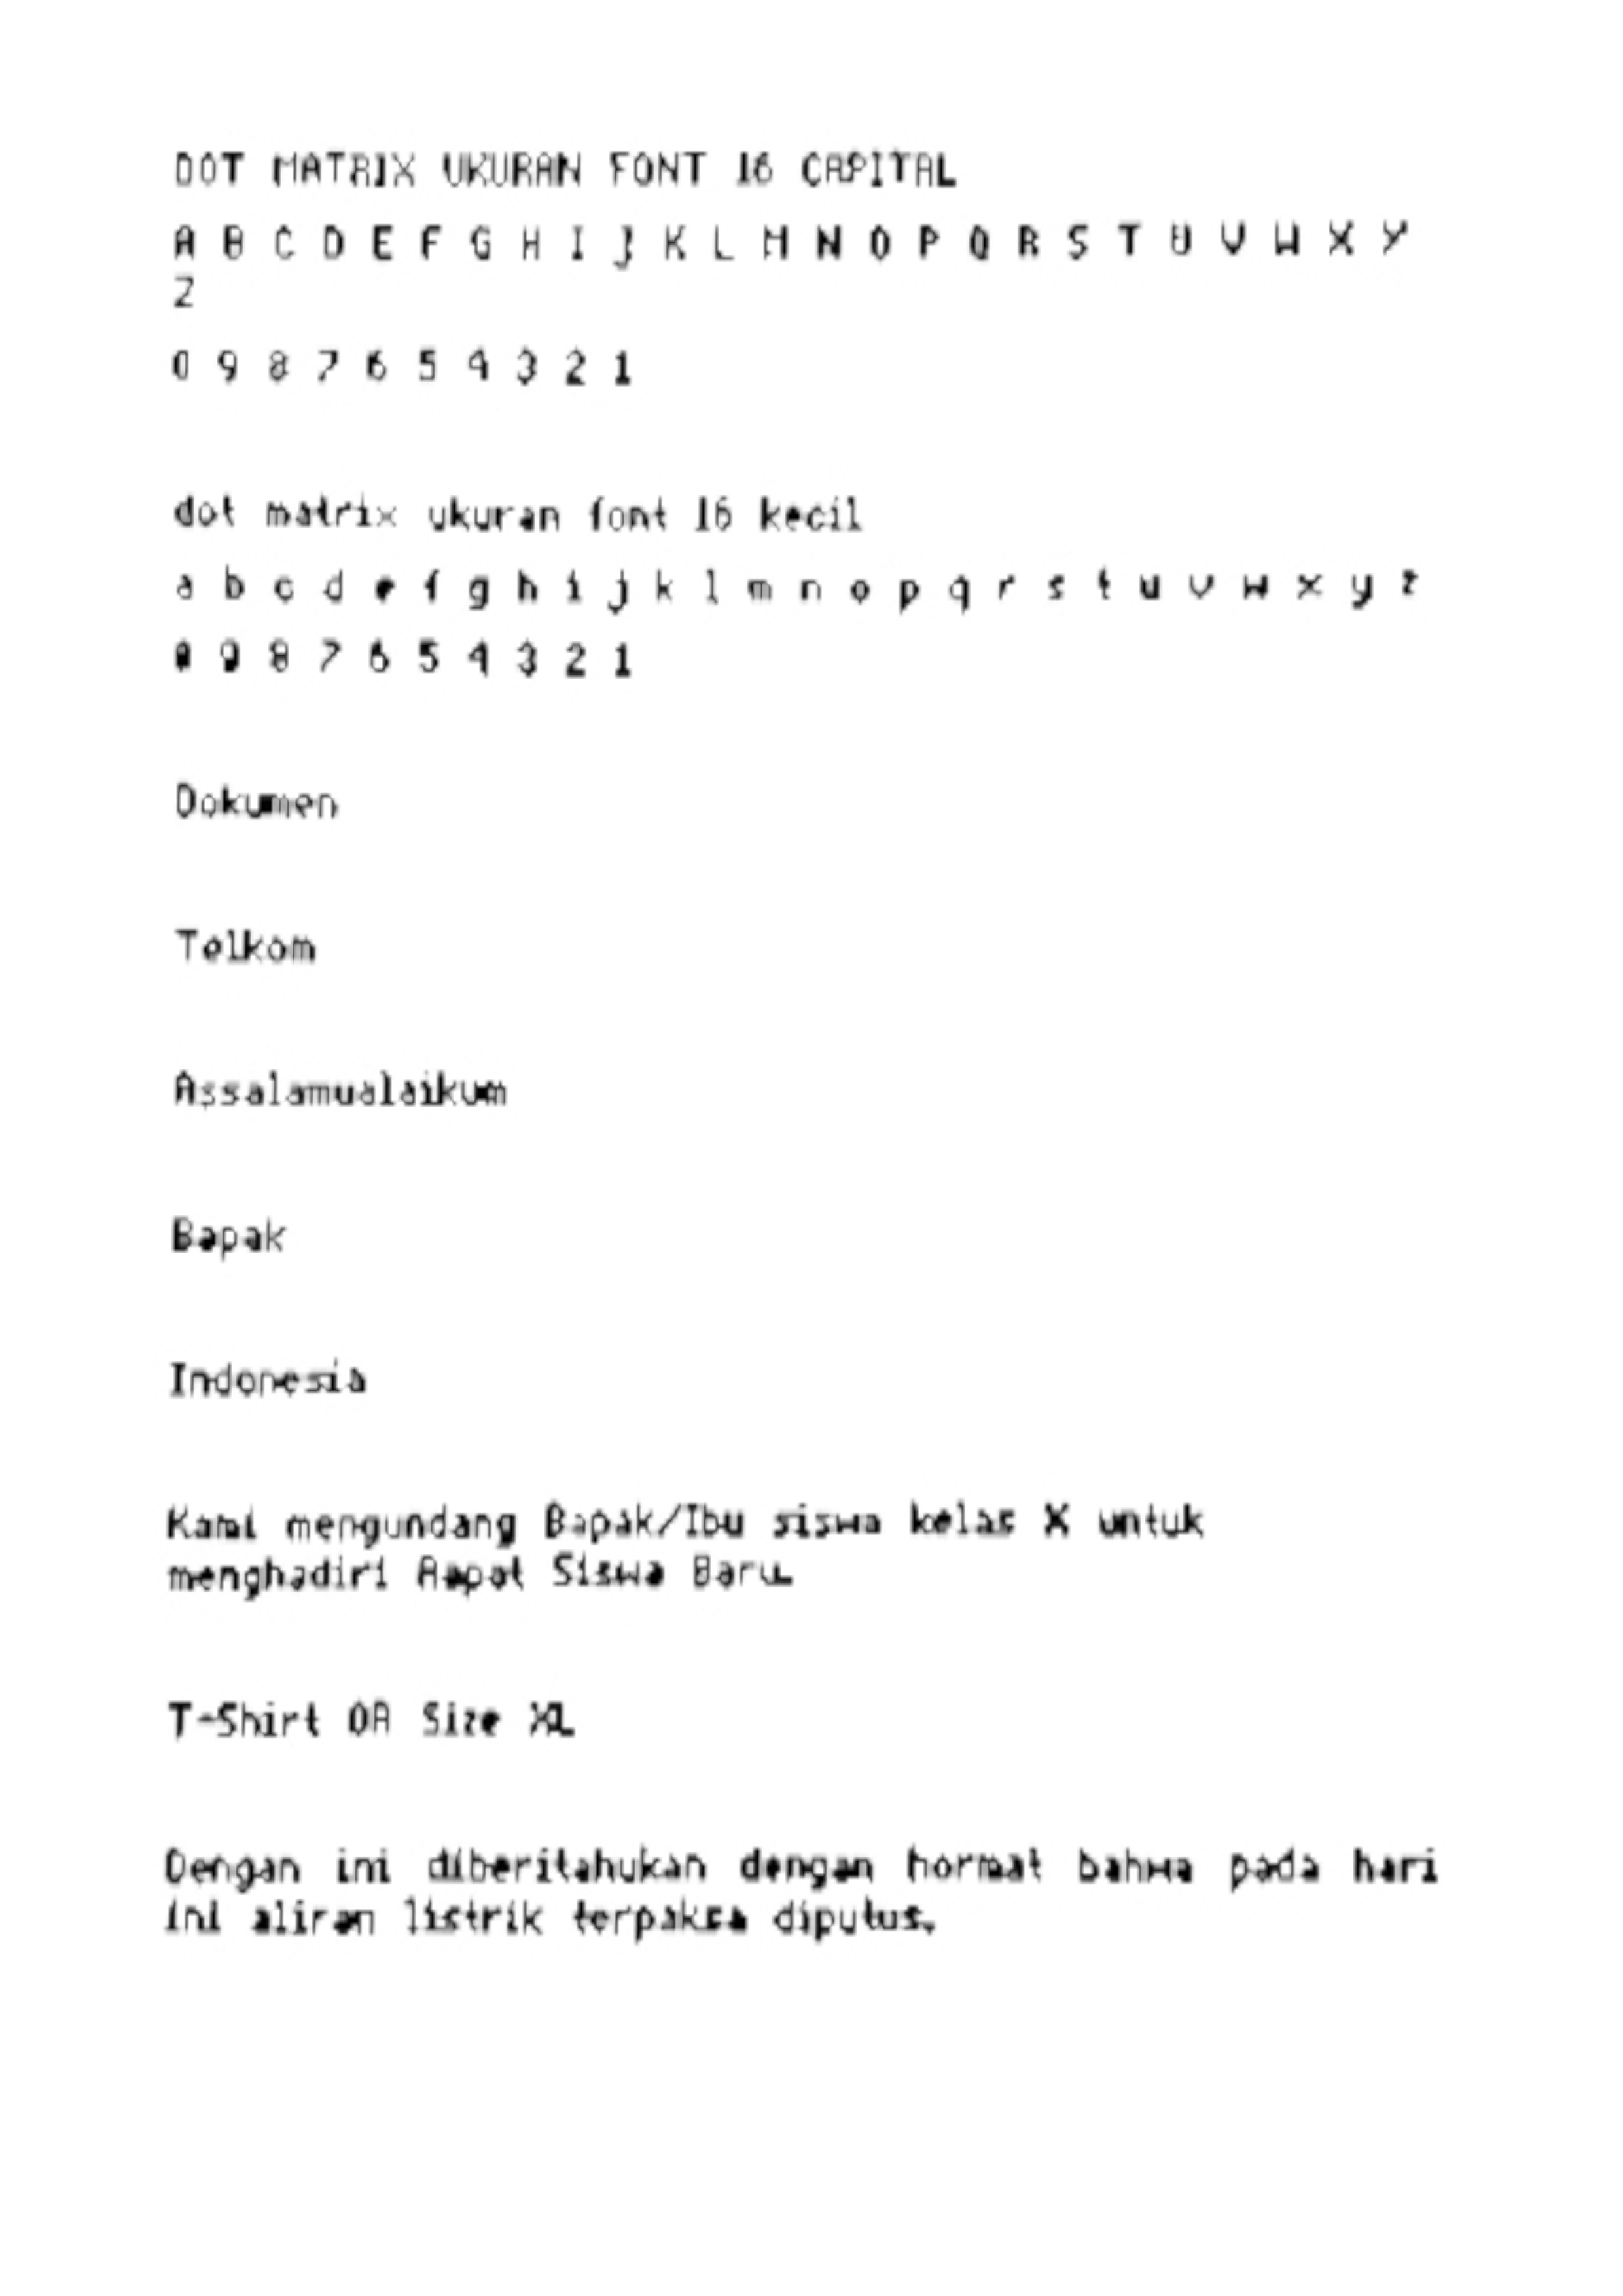 DOT MATRIX UKURAN FONT 16 CAPITAL
A B C D E F G H I J K L M N O P Q R S T U V W X Y
Z
0 9 8 7 6 5 4 3 2 1
dot matrix ukuran font 16 kecil
a b c d e f g h i j k l m n o p q r s t u v w x y z
0 9 8 7 6 5 4 3 2 1
Dokumen
Telkom
Assalamualaikum
Bapak
Indonesia
Kami mengundang Bapak/Ibu siswa kelas X untuk
menghadiri Rapat Siswa Baru.
T-Shirt OR Size XL
Dengan ini diberitahukan dengan hormat bahwa pada hari
ini aliran listrik terpaksa diputus.